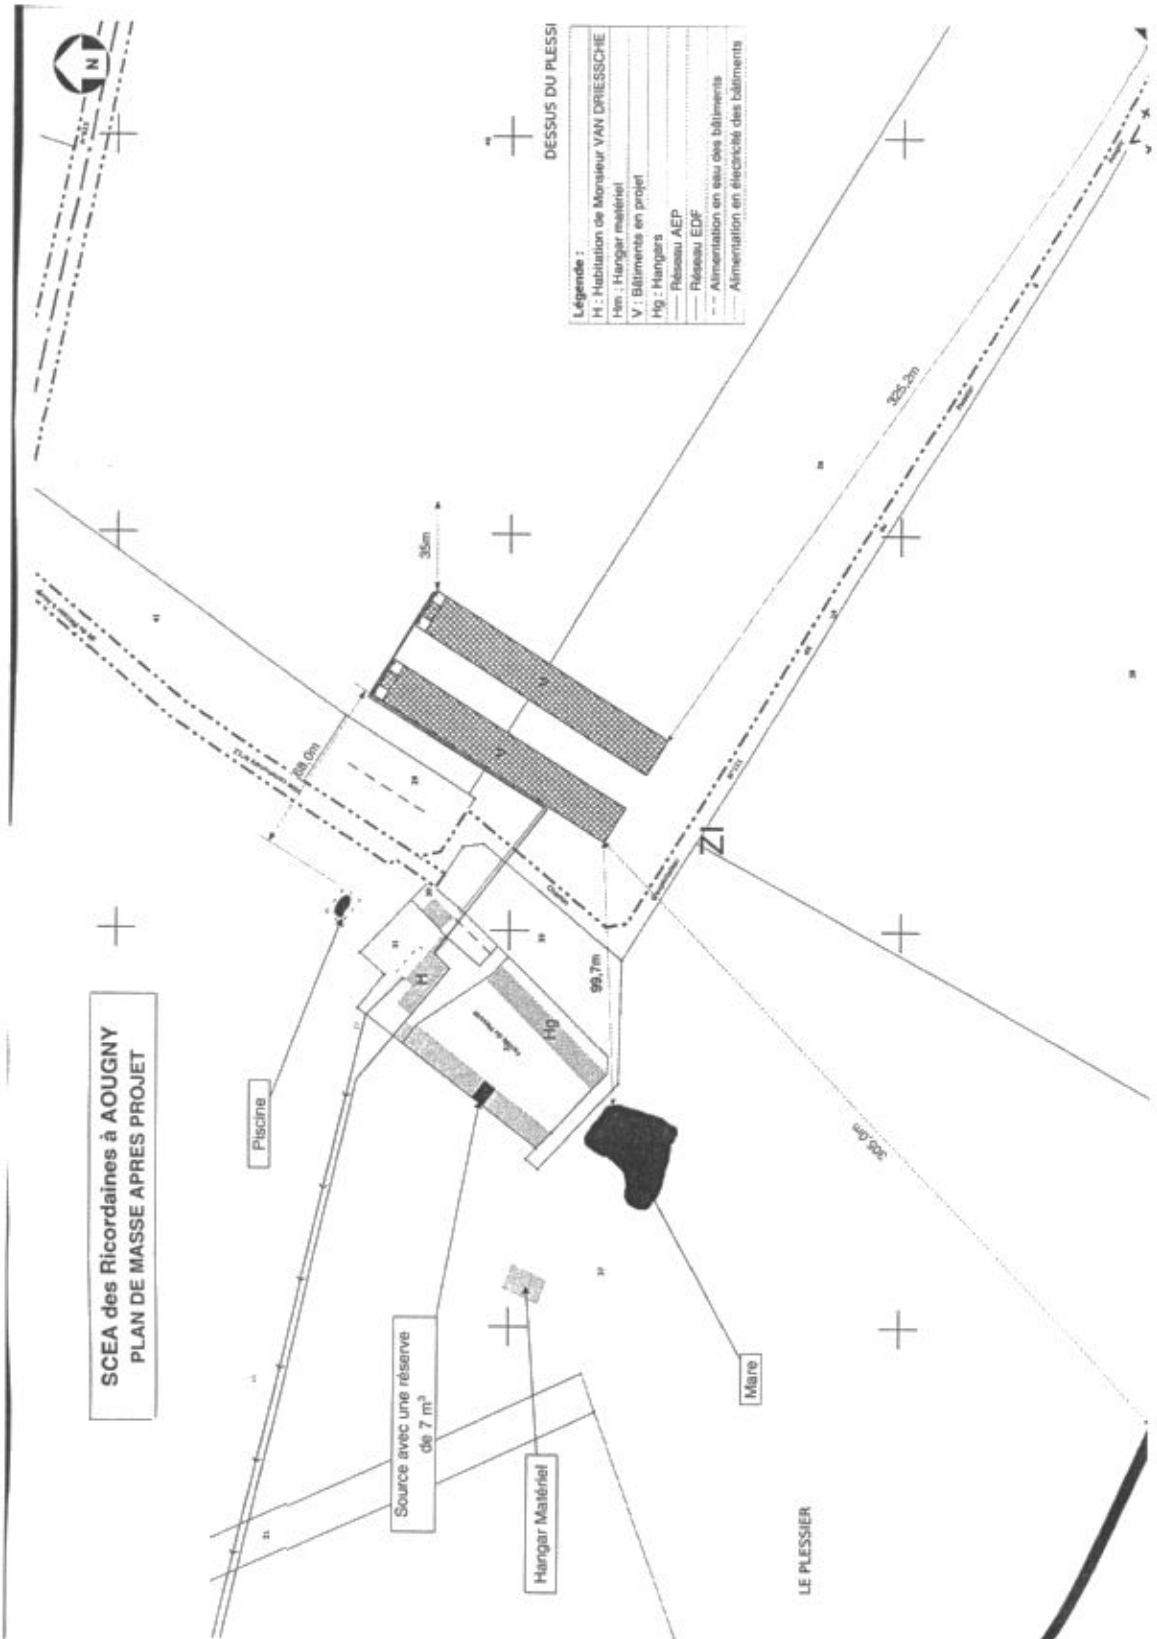 SCEA des Ricordaines à AOUGNY
PLAN DE MASSE APRES PROJET
N
DESSUS DU PLESSI
Légende :
H : Habitation de Monsieur VAN DRIESSCHE
Hm : Hangar matériel
V : Bâtiments en projet
Hg : Hangars
Réseau AEP
Réseau EDF
Alimentation en eau des bâtiments
Alimentation en électricité des bâtiments
Piscine
Source avec une réserve
de 7 m³
Hangar Matériel
Mare
LE PLESSIER
68,0m
35m
99,7m
325,2m
305,0m
V
V
H
Hg
ZI